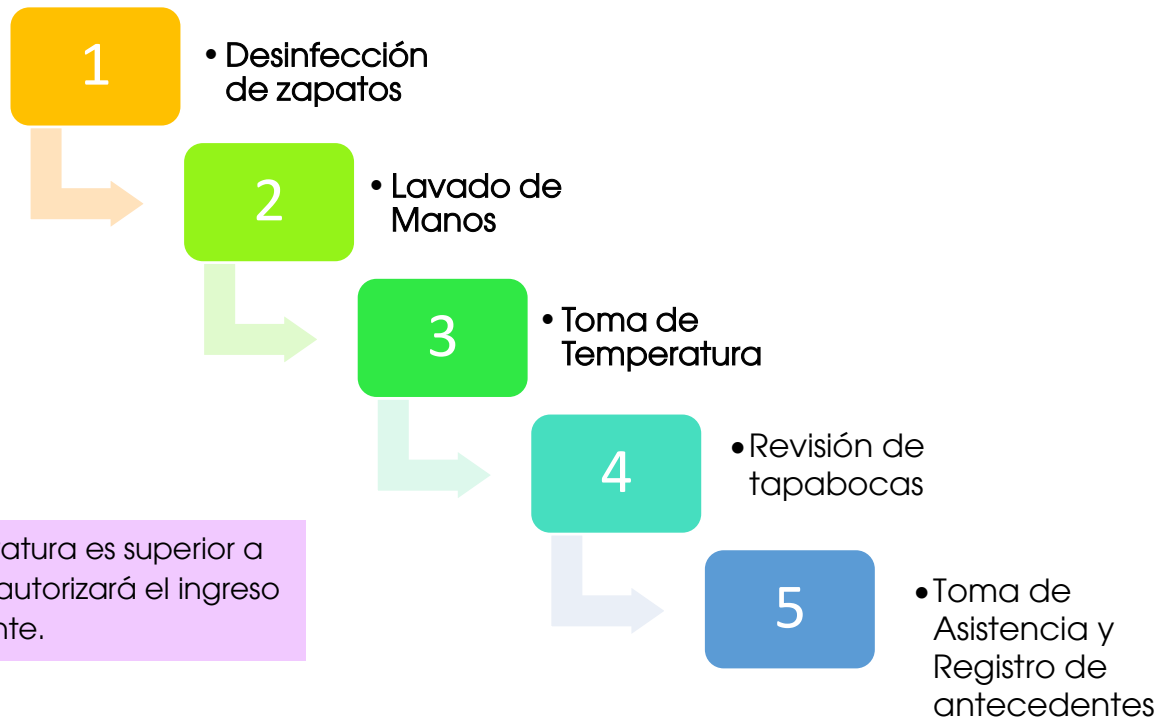 1
• Desinfección
de zapatos
2
• Lavado de
Manos
3
• Toma de
Temperatura
4
• Revisión de
tapabocas
atura es superior a
autorizará el ingreso
nte.
5
• Toma de
Asistencia y
Registro de
antecedentes